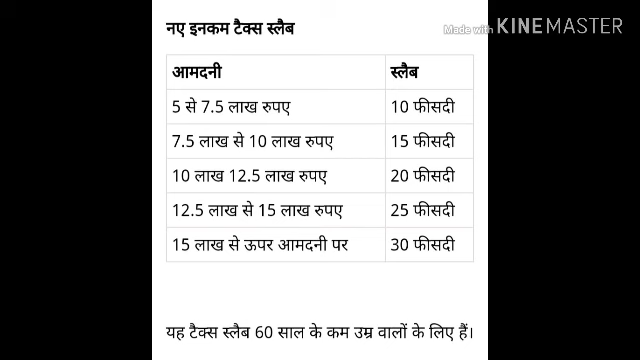 नए इनकम टैक्स स्लैब
Made with KINEMASTER
आमदनी स्लैब
5 से 7.5 लाख रुपए 10 फीसदी
7.5 लाख से 10 लाख रुपए 15 फीसदी
10 लाख 12.5 लाख रुपए 20 फीसदी
12.5 लाख से 15 लाख रुपए 25 फीसदी
15 लाख से ऊपर आमदनी पर 30 फीसदी
यह टैक्स स्लैब 60 साल के कम उम्र वालों के लिए हैं।